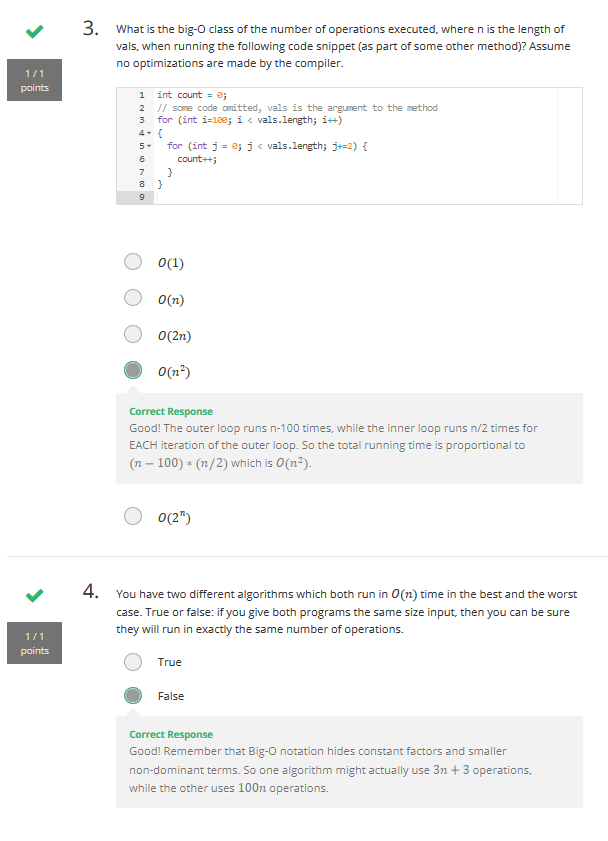 3.
What is the big-O class of the number of operations executed, where n is the length of
vals, when running the following code snippet (as part of some other method)? Assume
no optimizations are made by the compiler.
1 / 1
points
1 int count = 0;
2 // some code omitted, vals is the argument to the method
3 for (int i=100; i < vals.length; i++)
4 {
5 for (int j = 0; j < vals.length; j+=2) {
6 count++;
7 }
8 }
9
O(1)
O(n)
O(2n)
O(n²)
Correct Response
Good! The outer loop runs n-100 times, while the inner loop runs n/2 times for
EACH iteration of the outer loop. So the total running time is proportional to
(n − 100) ∗ (n/2) which is O(n²).
O(2ⁿ)
4.
You have two different algorithms which both run in O(n) time in the best and the worst
case. True or false: if you give both programs the same size input, then you can be sure
they will run in exactly the same number of operations.
1 / 1
points
True
False
Correct Response
Good! Remember that Big-O notation hides constant factors and smaller
non-dominant terms. So one algorithm might actually use 3n + 3 operations,
while the other uses 100n operations.